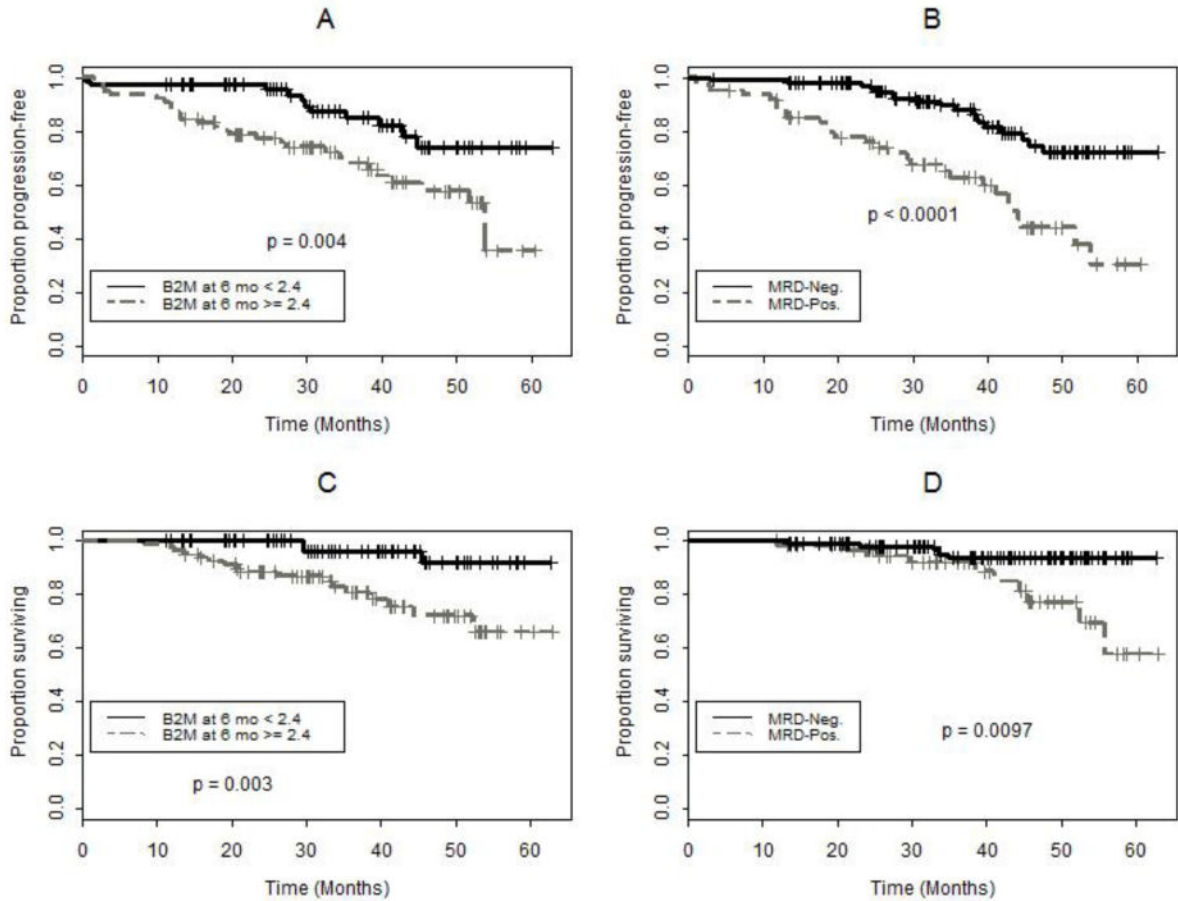 A
Proportion progression-free
1.0
0.8
0.6
0.4
0.2
0.0
p = 0.004
B2M at 6 mo < 2.4
B2M at 6 mo >= 2.4
0 10 20 30 40 50 60
Time (Months)
B
Proportion progression-free
1.0
0.8
0.6
0.4
0.2
0.0
p < 0.0001
MRD-Neg.
MRD-Pos.
0 10 20 30 40 50 60
Time (Months)
C
Proportion surviving
1.0
0.8
0.6
0.4
0.2
0.0
B2M at 6 mo < 2.4
B2M at 6 mo >= 2.4
p = 0.003
0 10 20 30 40 50 60
Time (Months)
D
Proportion surviving
1.0
0.8
0.6
0.4
0.2
0.0
MRD-Neg.
MRD-Pos.
p = 0.0097
0 10 20 30 40 50 60
Time (Months)